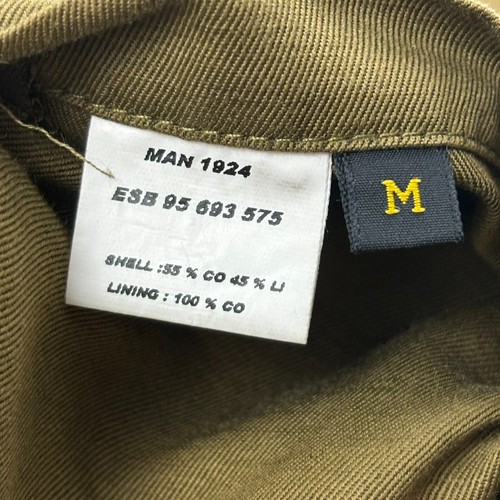 MAN 1924
ESB 95 693 575
SHELL :55 % CO 45 % LI
LINING : 100 % CO
M